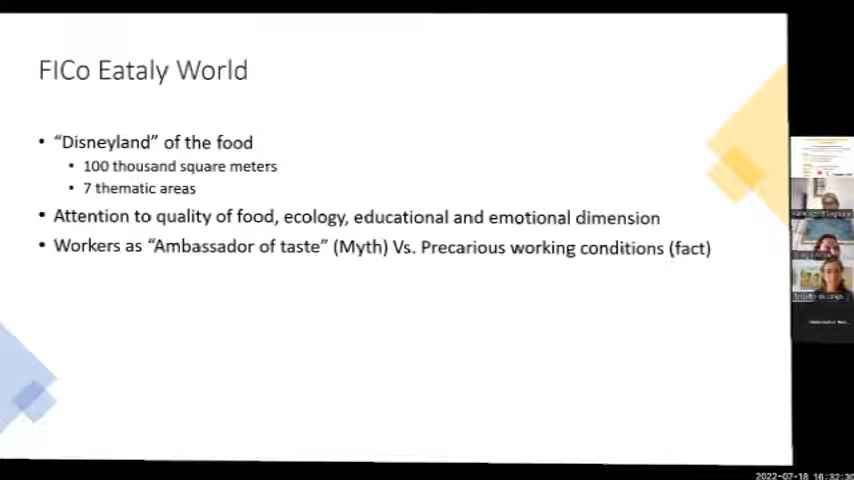 FICo Eataly World
• "Disneyland" of the food
• 100 thousand square meters
• 7 thematic areas
• Attention to quality of food, ecology, educational and emotional dimension
• Workers as "Ambassador of taste" (Myth) Vs. Precarious working conditions (fact)
2022-07-18 16:32:30